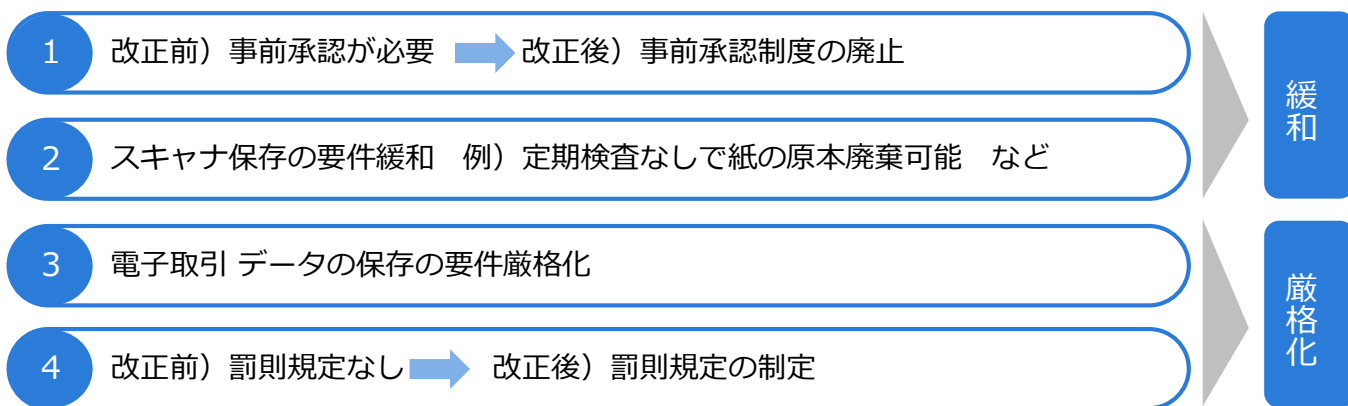 1 改正前）事前承認が必要 改正後）事前承認制度の廃止
2 スキャナ保存の要件緩和　例）定期検査なしで紙の原本廃棄可能　など
緩和
3 電子取引 データの保存の要件厳格化
4 改正前）罰則規定なし 改正後）罰則規定の制定
厳格化